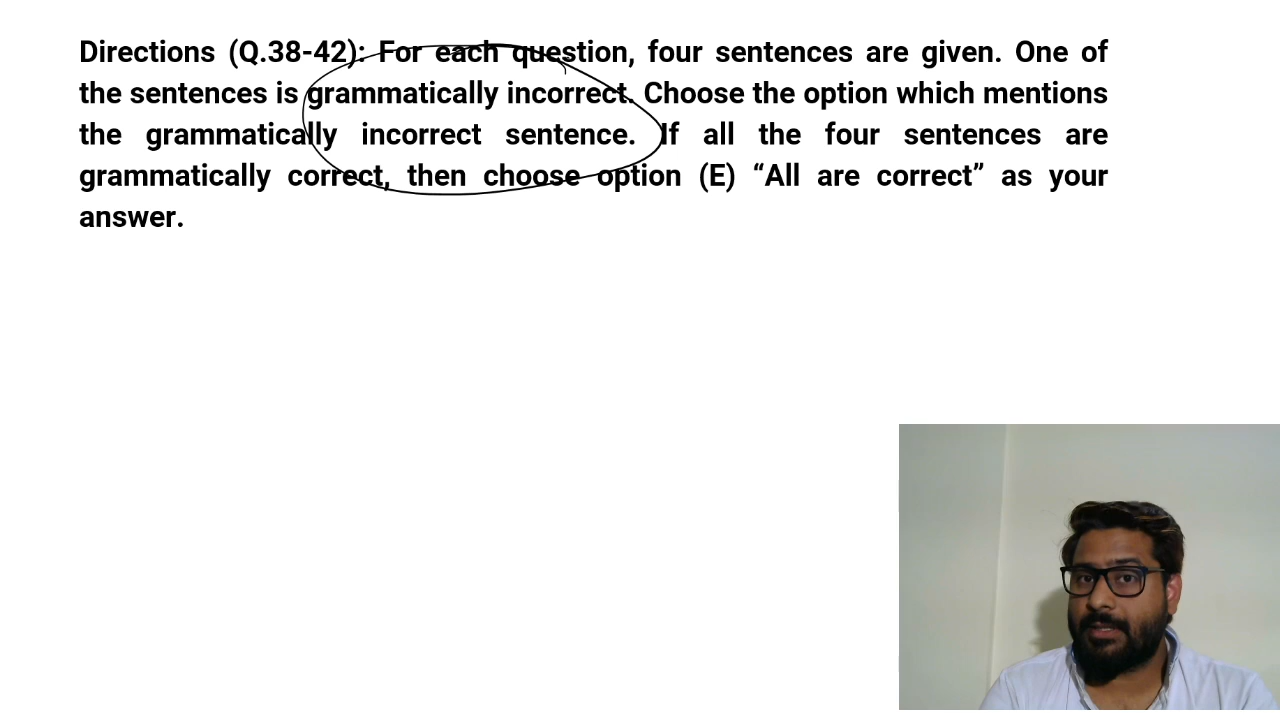 Directions (Q.38-42): For each question, four sentences are given. One of
the sentences is grammatically incorrect. Choose the option which mentions
the grammatically incorrect sentence. If all the four sentences are
grammatically correct, then choose option (E) “All are correct” as your
answer.